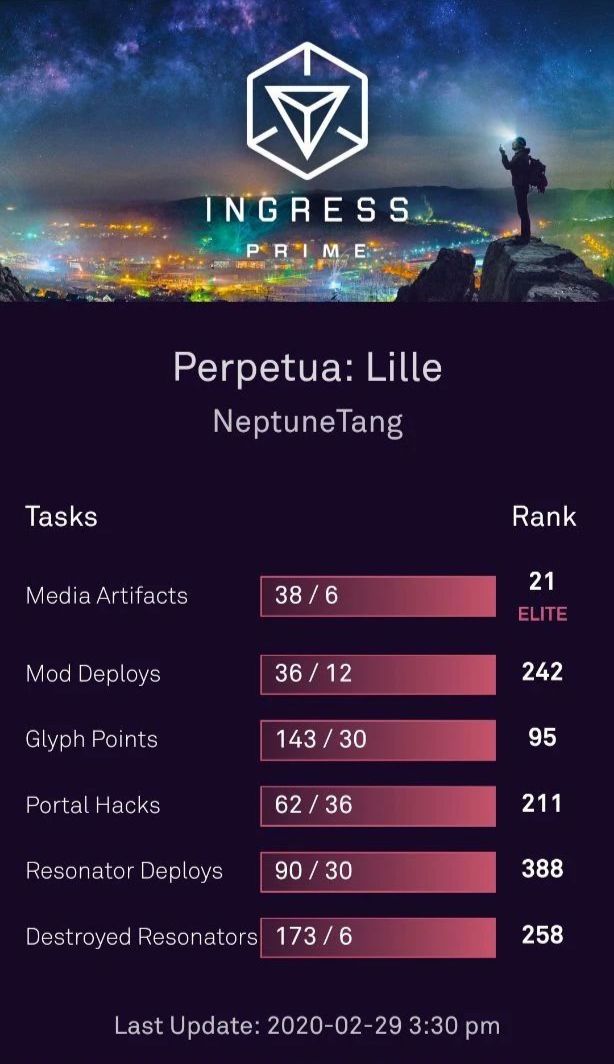 INGRESS
PRIME
Perpetua: Lille
NeptuneTang
Tasks Rank
Media Artifacts 38 / 6 21
ELITE
Mod Deploys 36 / 12 242
Glyph Points 143 / 30 95
Portal Hacks 62 / 36 211
Resonator Deploys 90 / 30 388
Destroyed Resonators 173 / 6 258
Last Update: 2020-02-29 3:30 pm